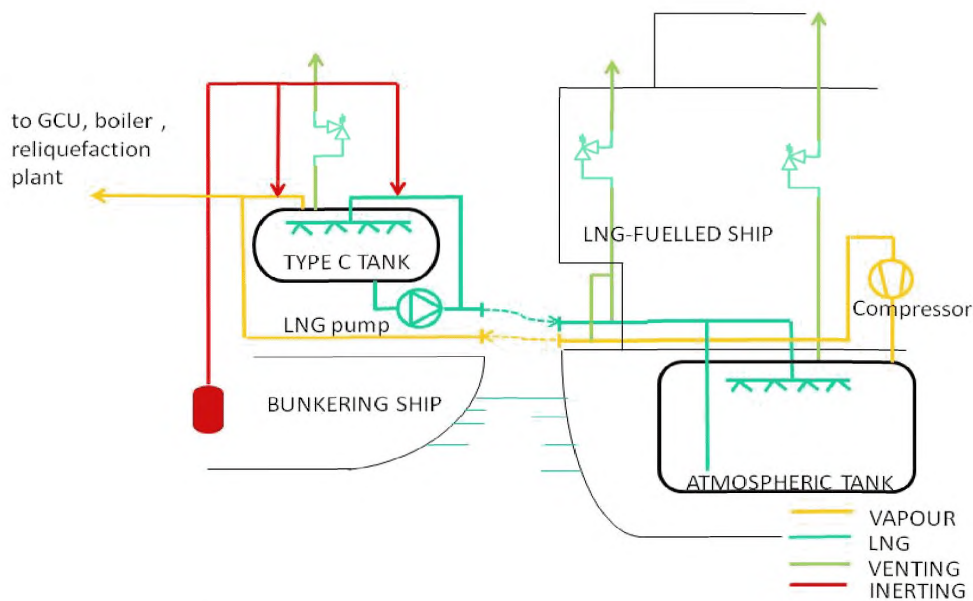 to GCU, boiler ,
reliquefaction
plant
TYPE C TANK
LNG-FUELLED SHIP
Compressor
LNG pump
BUNKERING SHIP
ATMOSPHERIC TANK
VAPOUR
LNG
VENTING
INERTING